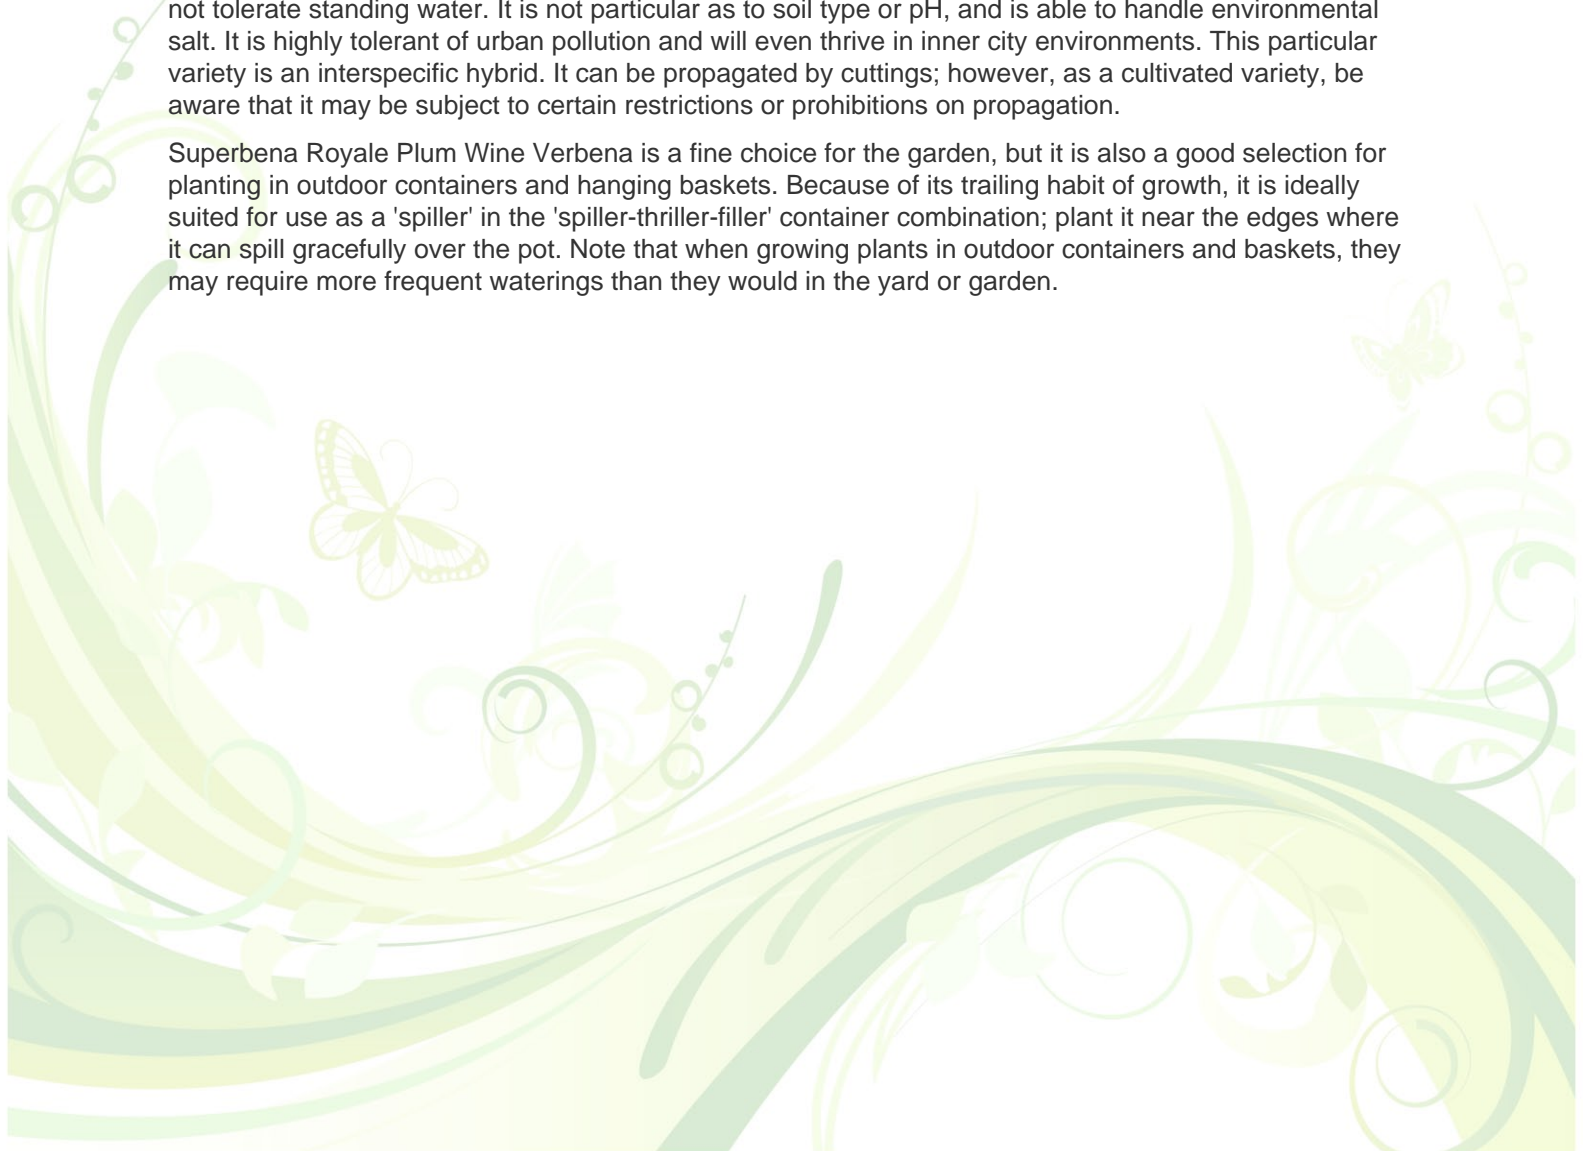 not tolerate standing water. It is not particular as to soil type or pH, and is able to handle environmental
salt. It is highly tolerant of urban pollution and will even thrive in inner city environments. This particular
variety is an interspecific hybrid. It can be propagated by cuttings; however, as a cultivated variety, be
aware that it may be subject to certain restrictions or prohibitions on propagation.
Superbena Royale Plum Wine Verbena is a fine choice for the garden, but it is also a good selection for
planting in outdoor containers and hanging baskets. Because of its trailing habit of growth, it is ideally
suited for use as a 'spiller' in the 'spiller-thriller-filler' container combination; plant it near the edges where
it can spill gracefully over the pot. Note that when growing plants in outdoor containers and baskets, they
may require more frequent waterings than they would in the yard or garden.